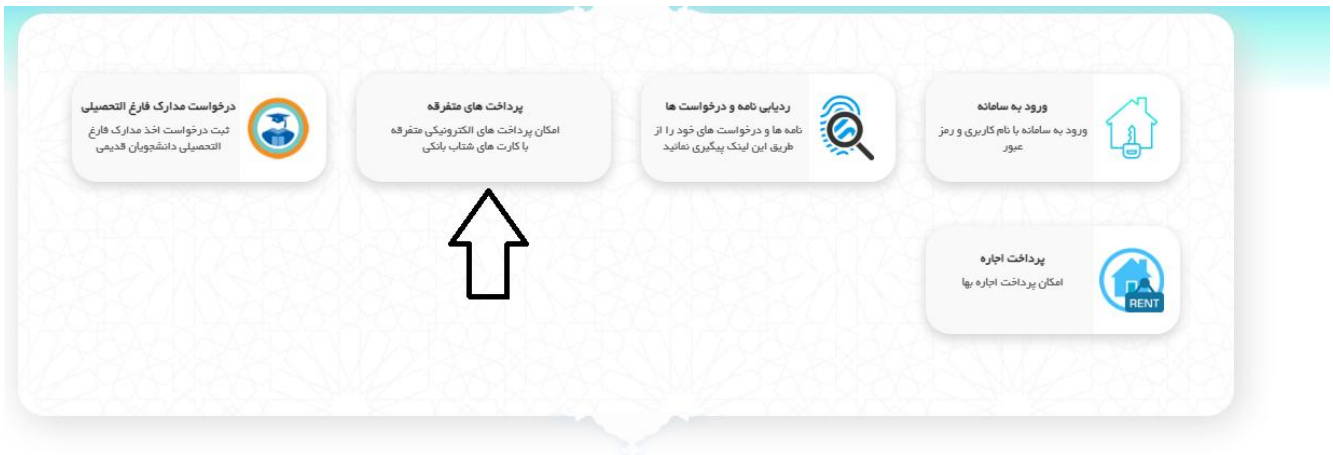 ورود به سامانه
ورود به سامانه با نام کاربری و رمز
عبور
ردیابی نامه و درخواست ها
نامه ها و درخواست های خود را از
طریق این لینک پیگیری نمائید
پرداخت های متفرقه
امکان پرداخت های الکترونیکی متفرقه
با کارت های شتاب بانکی
درخواست مدارک فارغ التحصیلی
ثبت درخواست اخذ مدارک فارغ
التحصیلی دانشجویان قدیمی
پرداخت اجاره
امکان پرداخت اجاره بها
RENT